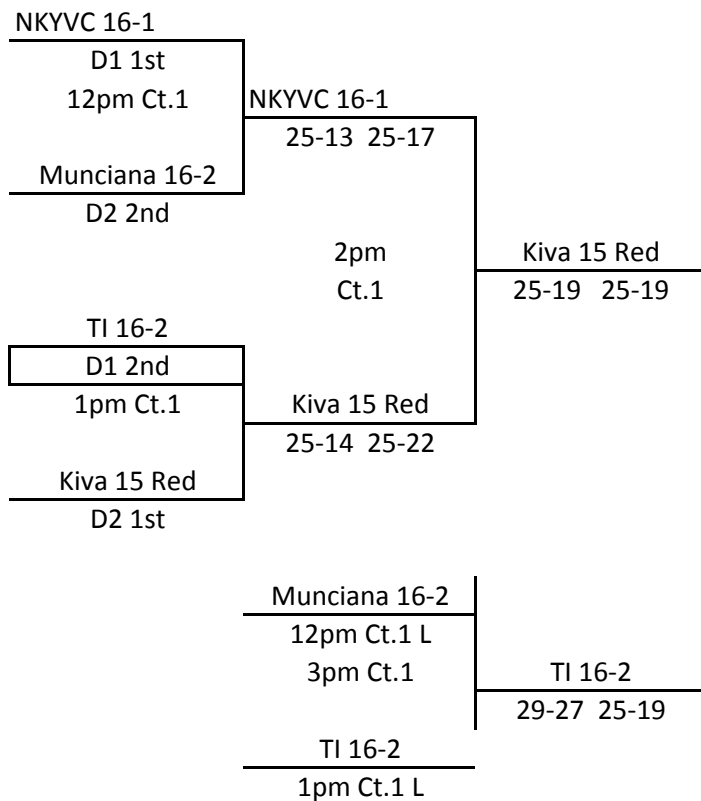 NKYVC 16-1
D1 1st
12pm Ct.1
NKYVC 16-1
25-13 25-17
Munciana 16-2
D2 2nd
2pm
Ct.1
Kiva 15 Red
25-19 25-19
TI 16-2
D1 2nd
1pm Ct.1
Kiva 15 Red
25-14 25-22
Kiva 15 Red
D2 1st
Munciana 16-2
12pm Ct.1 L
3pm Ct.1
TI 16-2
29-27 25-19
TI 16-2
1pm Ct.1 L